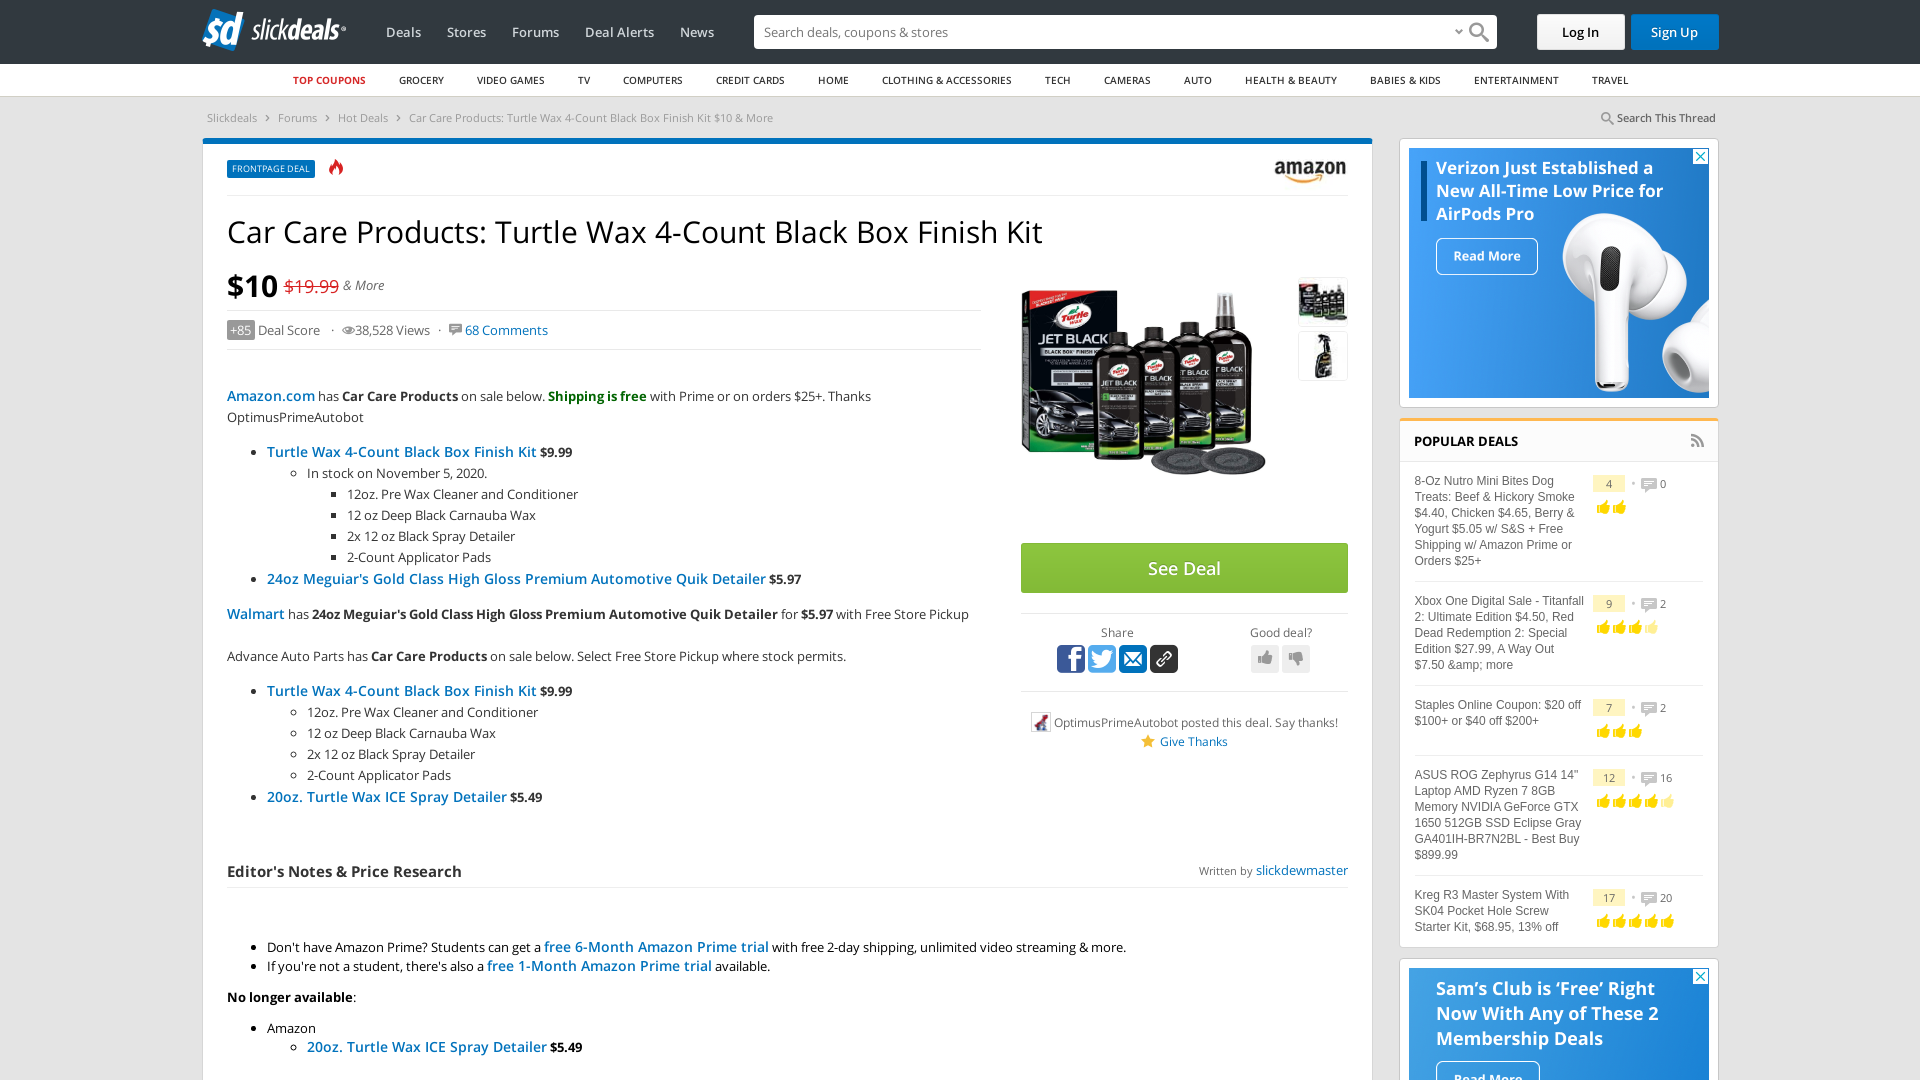 sd slickdeals
Deals Stores Forums Deal Alerts News
Search deals, coupons & stores
Log In
Sign Up
TOP COUPONS GROCERY VIDEO GAMES TV COMPUTERS CREDIT CARDS HOME CLOTHING & ACCESSORIES TECH CAMERAS AUTO HEALTH & BEAUTY BABIES & KIDS ENTERTAINMENT TRAVEL
Slickdeals › Forums › Hot Deals › Car Care Products: Turtle Wax 4-Count Black Box Finish Kit $10 & More
Search This Thread
FRONTPAGE DEAL
amazon
Car Care Products: Turtle Wax 4-Count Black Box Finish Kit
$10 $19.99 & More
+85 Deal Score · 38,528 Views · 68 Comments
Amazon.com has Car Care Products on sale below. Shipping is free with Prime or on orders $25+. Thanks
OptimusPrimeAutobot
Turtle Wax 4-Count Black Box Finish Kit $9.99
In stock on November 5, 2020.
12oz. Pre Wax Cleaner and Conditioner
12 oz Deep Black Carnauba Wax
2x 12 oz Black Spray Detailer
2-Count Applicator Pads
24oz Meguiar's Gold Class High Gloss Premium Automotive Quik Detailer $5.97
Walmart has 24oz Meguiar's Gold Class High Gloss Premium Automotive Quik Detailer for $5.97 with Free Store Pickup
Advance Auto Parts has Car Care Products on sale below. Select Free Store Pickup where stock permits.
Turtle Wax 4-Count Black Box Finish Kit $9.99
12oz. Pre Wax Cleaner and Conditioner
12 oz Deep Black Carnauba Wax
2x 12 oz Black Spray Detailer
2-Count Applicator Pads
20oz. Turtle Wax ICE Spray Detailer $5.49
Turtle Wax
JET BLACK
BLACK BOX FINISH KIT
JET BLACK
See Deal
Share
Good deal?
OptimusPrimeAutobot posted this deal. Say thanks!
Give Thanks
Editor's Notes & Price Research
Written by slickdewmaster
Don't have Amazon Prime? Students can get a free 6-Month Amazon Prime trial with free 2-day shipping, unlimited video streaming & more.
If you're not a student, there's also a free 1-Month Amazon Prime trial available.
No longer available:
Amazon
20oz. Turtle Wax ICE Spray Detailer $5.49
Verizon Just Established a
New All-Time Low Price for
AirPods Pro
Read More
POPULAR DEALS
8-Oz Nutro Mini Bites Dog
Treats: Beef & Hickory Smoke
$4.40, Chicken $4.65, Berry &
Yogurt $5.05 w/ S&S + Free
Shipping w/ Amazon Prime or
Orders $25+
4 • 0
Xbox One Digital Sale - Titanfall
2: Ultimate Edition $4.50, Red
Dead Redemption 2: Special
Edition $27.99, A Way Out
$7.50 &amp; more
9 • 2
Staples Online Coupon: $20 off
$100+ or $40 off $200+
7 • 2
ASUS ROG Zephyrus G14 14"
Laptop AMD Ryzen 7 8GB
Memory NVIDIA GeForce GTX
1650 512GB SSD Eclipse Gray
GA401IH-BR7N2BL - Best Buy
$899.99
12 • 16
Kreg R3 Master System With
SK04 Pocket Hole Screw
Starter Kit, $68.95, 13% off
17 • 20
Sam's Club is 'Free' Right
Now With Any of These 2
Membership Deals
Read More